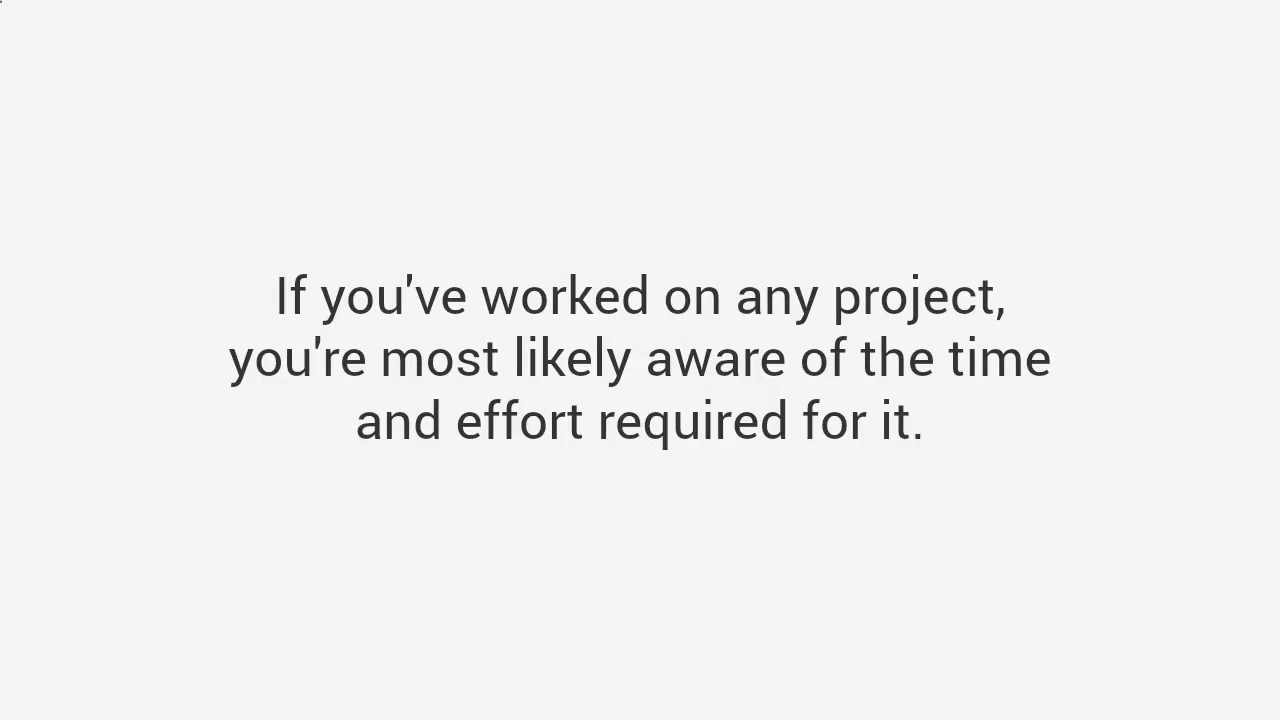 If you've worked on any project,
you're most likely aware of the time
and effort required for it.